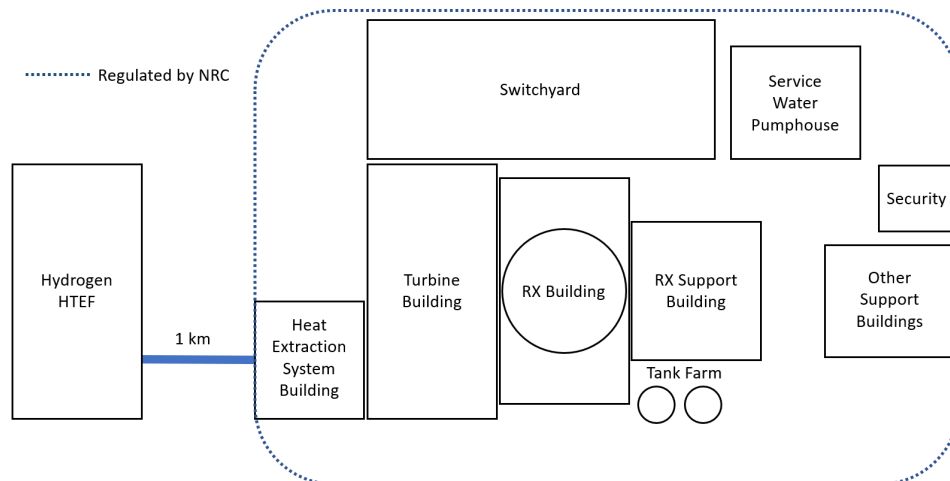 Regulated by NRC
Switchyard
Service
Water
Pumphouse
Security
Hydrogen
HTEF
1 km
Heat
Extraction
System
Building
Turbine
Building
RX Building
RX Support
Building
Other
Support
Buildings
Tank Farm